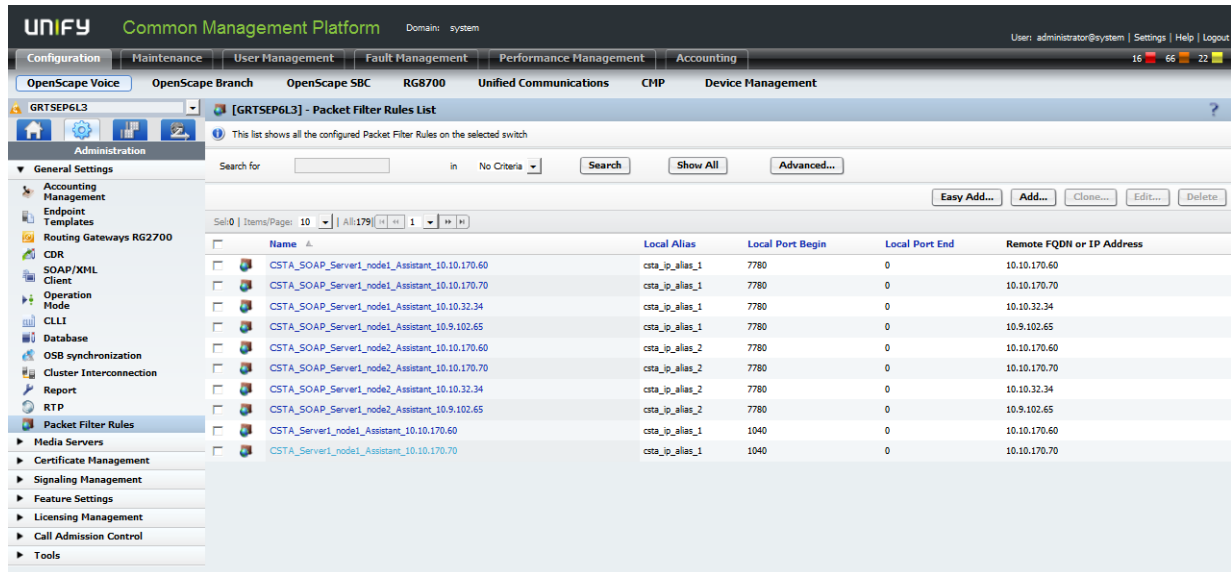 UNIFY Common Management Platform Domain: system
User: administrator@system | Settings | Help | Logout
Configuration Maintenance User Management Fault Management Performance Management Accounting 16 66 22
OpenScape Voice OpenScape Branch OpenScape SBC RG8700 Unified Communications CMP Device Management
GRTSEP6L3
[GRTSEP6L3] - Packet Filter Rules List ?
This list shows all the configured Packet Filter Rules on the selected switch
Administration
General Settings
Accounting
Management
Endpoint
Templates
Routing Gateways RG2700
CDR
SOAP/XML
Client
Operation
Mode
CLLI
Database
OSB synchronization
Cluster Interconnection
Report
RTP
Packet Filter Rules
Media Servers
Certificate Management
Signaling Management
Feature Settings
Licensing Management
Call Admission Control
Tools
Search for in No Criteria Search Show All Advanced...
Easy Add... Add... Clone... Edit... Delete
Sel:0 | Items/Page: 10 | All:179 | 1
Name Local Alias Local Port Begin Local Port End Remote FQDN or IP Address
CSTA_SOAP_Server1_node1_Assistant_10.10.170.60 csta_ip_alias_1 7780 0 10.10.170.60
CSTA_SOAP_Server1_node1_Assistant_10.10.170.70 csta_ip_alias_1 7780 0 10.10.170.70
CSTA_SOAP_Server1_node1_Assistant_10.10.32.34 csta_ip_alias_1 7780 0 10.10.32.34
CSTA_SOAP_Server1_node1_Assistant_10.9.102.65 csta_ip_alias_1 7780 0 10.9.102.65
CSTA_SOAP_Server1_node2_Assistant_10.10.170.60 csta_ip_alias_2 7780 0 10.10.170.60
CSTA_SOAP_Server1_node2_Assistant_10.10.170.70 csta_ip_alias_2 7780 0 10.10.170.70
CSTA_SOAP_Server1_node2_Assistant_10.10.32.34 csta_ip_alias_2 7780 0 10.10.32.34
CSTA_SOAP_Server1_node2_Assistant_10.9.102.65 csta_ip_alias_2 7780 0 10.9.102.65
CSTA_Server1_node1_Assistant_10.10.170.60 csta_ip_alias_1 1040 0 10.10.170.60
CSTA_Server1_node1_Assistant_10.10.170.70 csta_ip_alias_1 1040 0 10.10.170.70